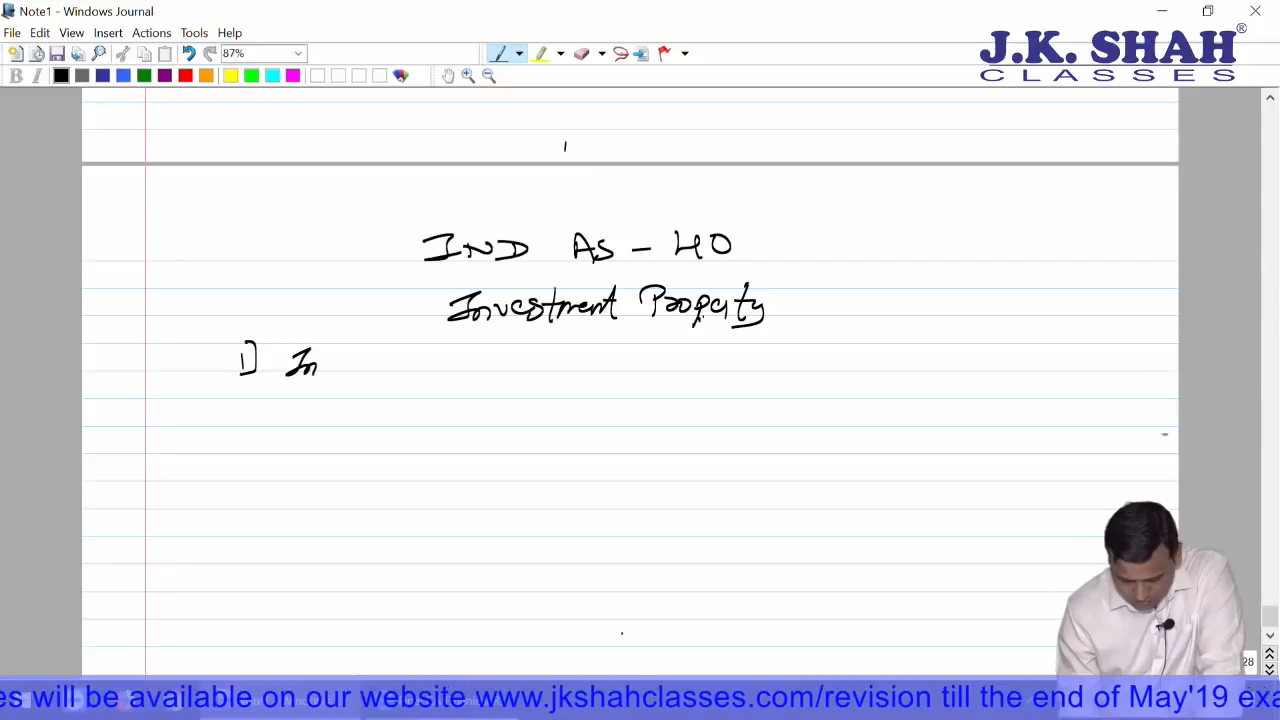 Note1 - Windows Journal
File Edit View Insert Actions Tools Help
87%
B I
J.K. SHAH®
CLASSES
IND AS - 40
Investment Property
1] In
28
es will be available on our website www.jkshahclasses.com/revision till the end of May'19 exa